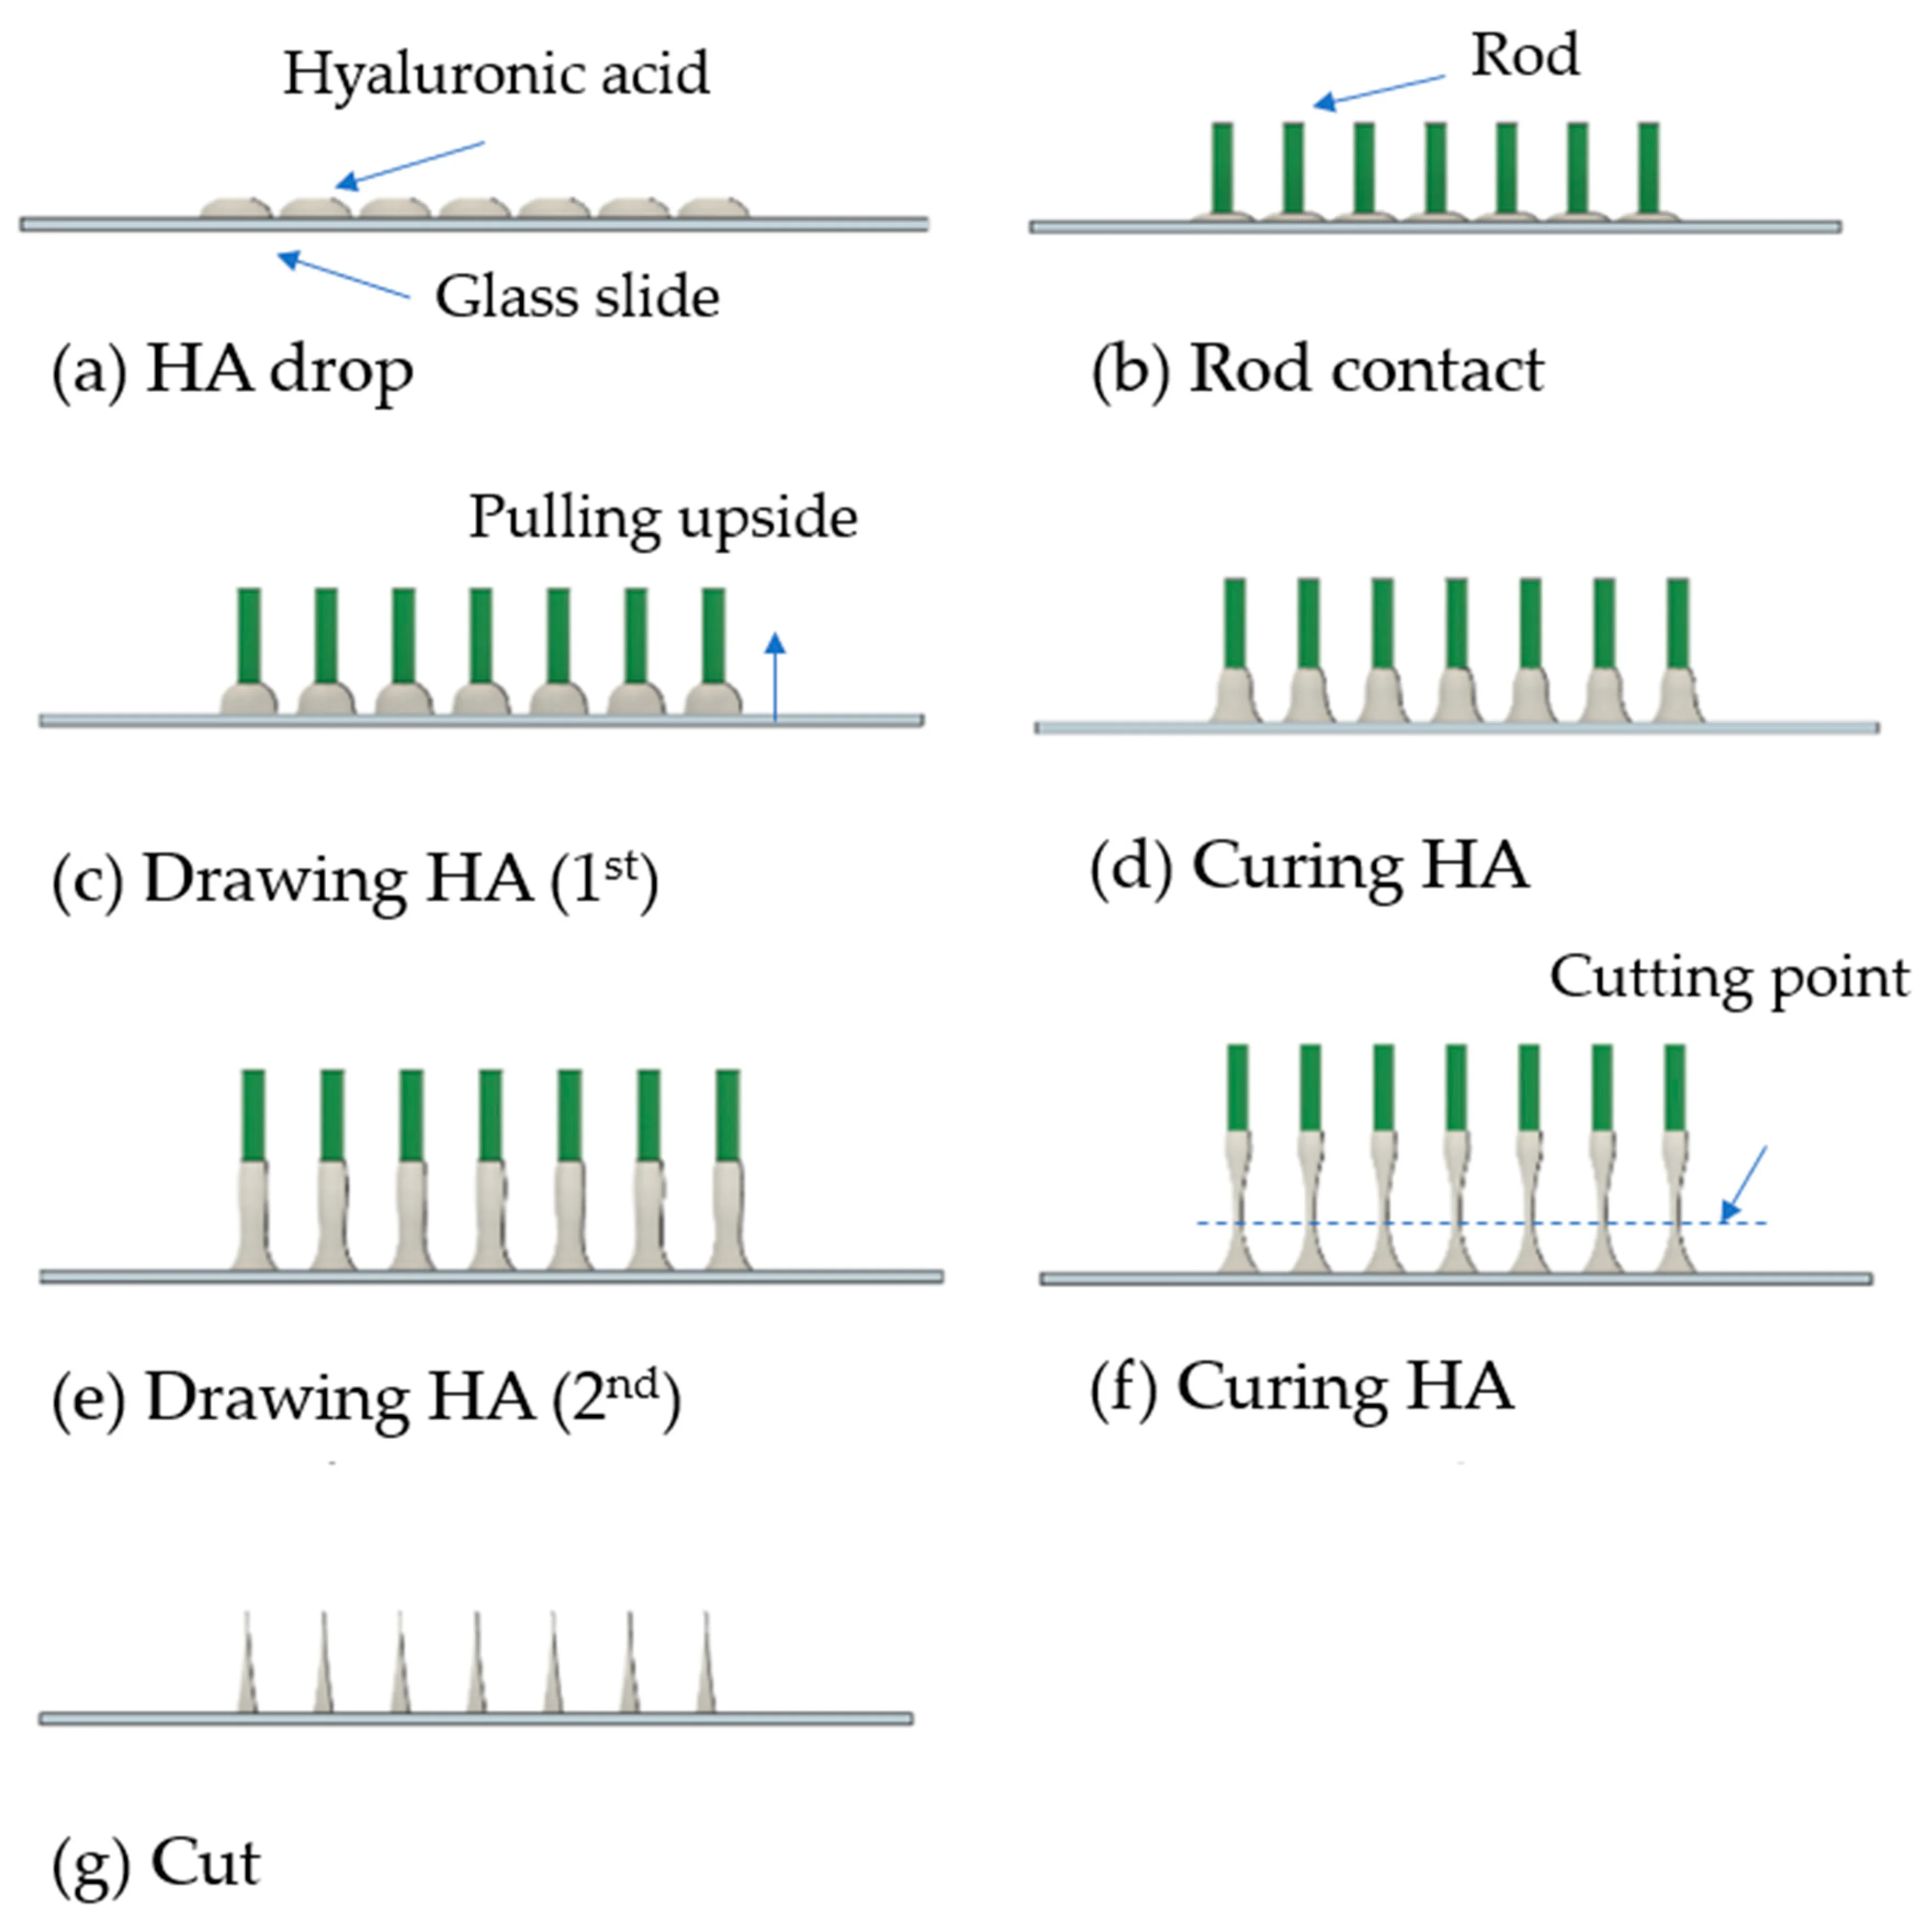 Hyaluronic acid
Glass slide
(a) HA drop
Rod
(b) Rod contact
Pulling upside
(c) Drawing HA (1st)
(d) Curing HA
(e) Drawing HA (2nd)
Cutting point
(f) Curing HA
(g) Cut